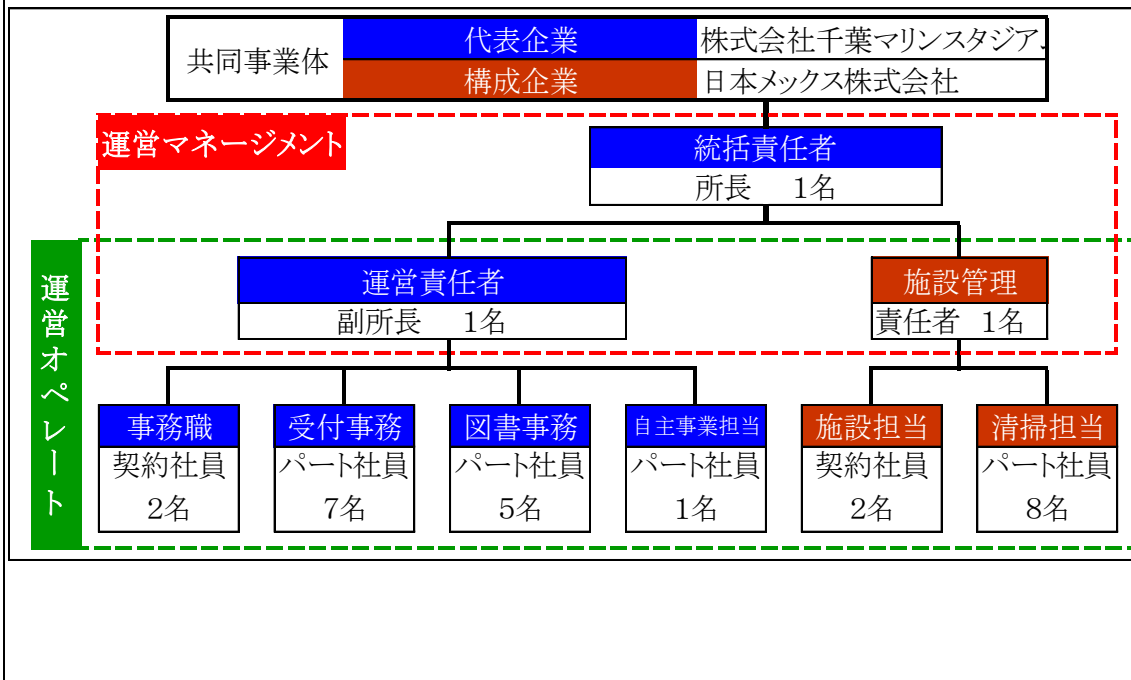 共同事業体
代表企業
株式会社千葉マリンスタジア
構成企業
日本メックス株式会社
運営マネージメント
統括責任者
所長 1名
運営オペレート
運営責任者
副所長 1名
施設管理
責任者 1名
事務職
契約社員
2名
受付事務
パート社員
7名
図書事務
パート社員
5名
自主事業担当
パート社員
1名
施設担当
契約社員
2名
清掃担当
パート社員
8名